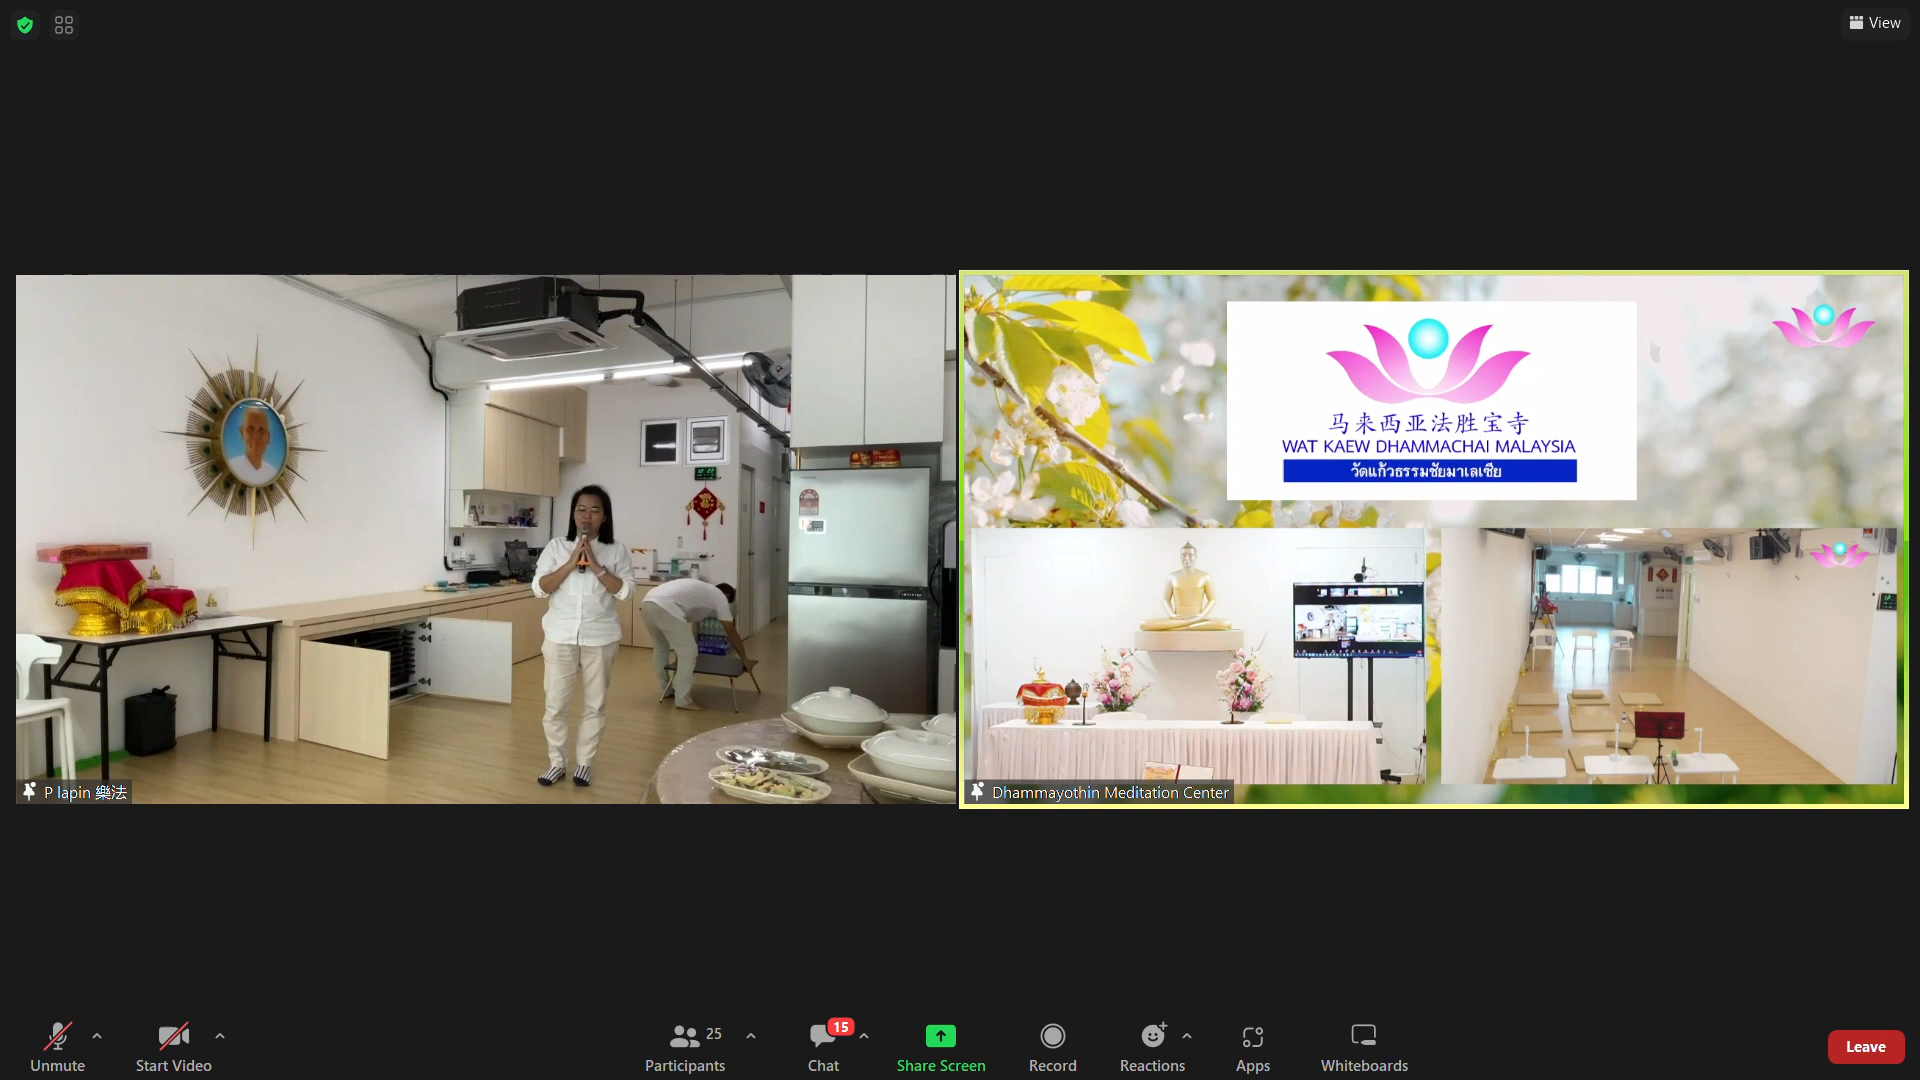 View
马来西亚法胜宝寺
WAT KAEW DHAMMACHAI MALAYSIA
วัดแก้วธรรมชัยมาเลเซีย
P lapin 樂法
Dhammayothin Meditation Center
Unmute
Start Video
25
Participants
15
Chat
Share Screen
Record
Reactions
Apps
Whiteboards
Leave